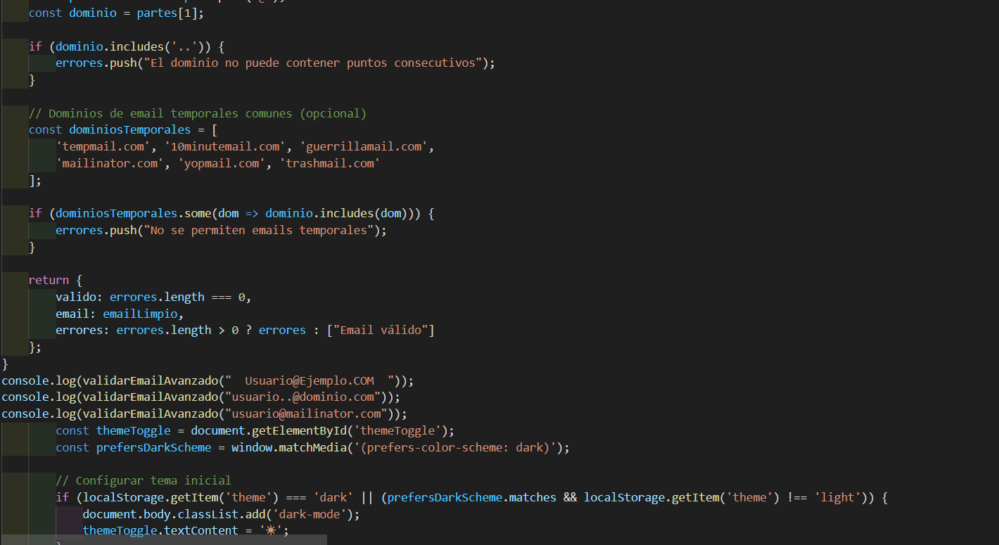 const dominio = partes[1];
if (dominio.includes('..')) {
errores.push("El dominio no puede contener puntos consecutivos");
}
// Dominios de email temporales comunes (opcional)
const dominiosTemporales = [
'tempmail.com', '10minutemail.com', 'guerrillamail.com',
'mailinator.com', 'yopmail.com', 'trashmail.com'
];
if (dominiosTemporales.some(dom => dominio.includes(dom))) {
errores.push("No se permiten emails temporales");
}
return {
valido: errores.length === 0,
email: emailLimpio,
errores: errores.length > 0 ? errores : ["Email válido"]
};
}
console.log(validarEmailAvanzado("  Usuario@Ejemplo.COM  "));
console.log(validarEmailAvanzado("usuario..@dominio.com"));
console.log(validarEmailAvanzado("usuario@mailinator.com"));
const themeToggle = document.getElementById('themeToggle');
const prefersDarkScheme = window.matchMedia('(prefers-color-scheme: dark)');
// Configurar tema inicial
if (localStorage.getItem('theme') === 'dark' || (prefersDarkScheme.matches && localStorage.getItem('theme') !== 'light')) {
document.body.classList.add('dark-mode');
themeToggle.textContent = '☀';